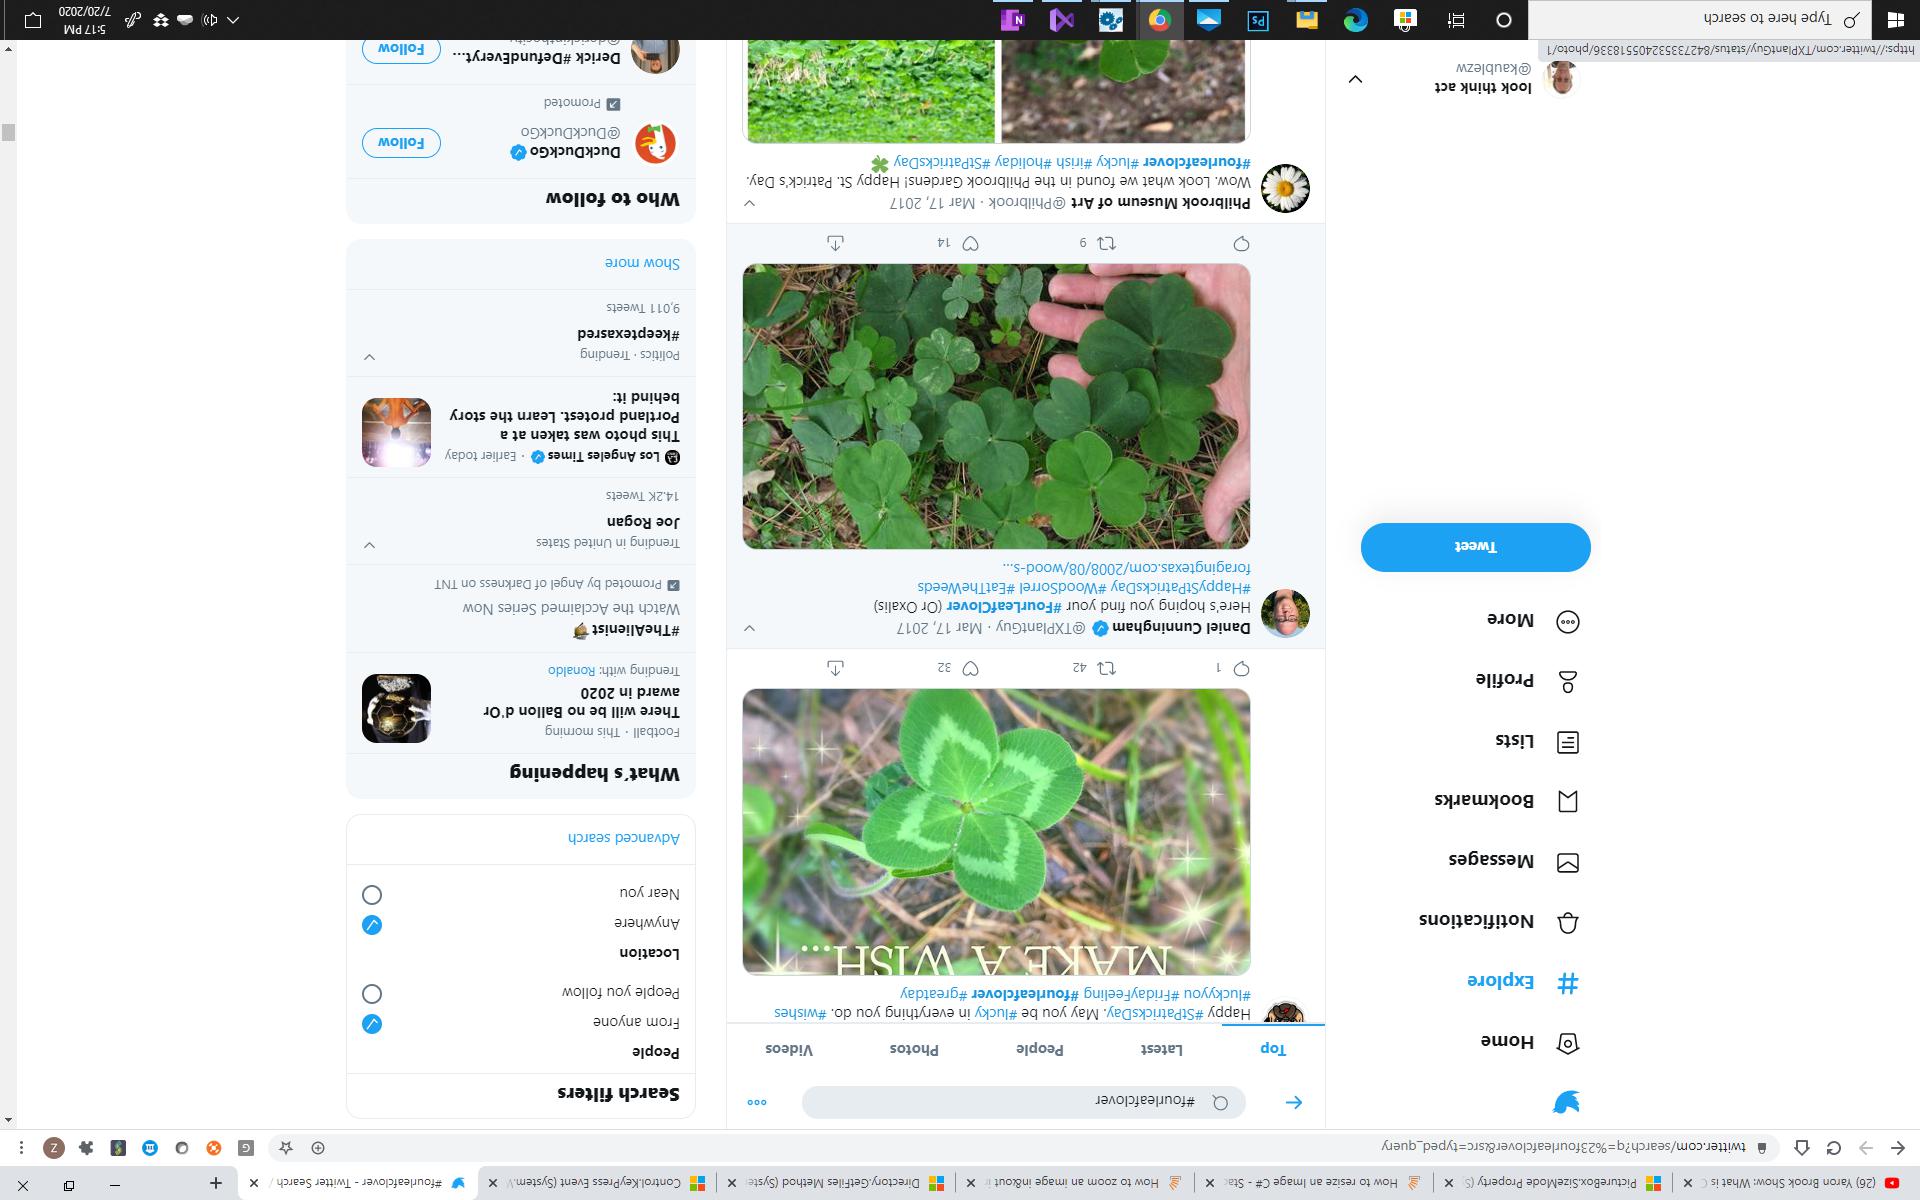 (26) Yaron Brook Show: What is C
PictureBox.SizeMode Property (S
How to resize an image C# - Stac
How to zoom an image in&out ir
Directory.GetFiles Method (Syster
Control.KeyPress Event (System.W
#fourleafclover - Twitter Search /
twitter.com/search?q=%23fourleafclover&src=typed_query
Home
Explore
Notifications
Messages
Bookmarks
Lists
Profile
More
Tweet
look think act
@kaublezw
#fourleafclover
Top
Latest
People
Photos
Videos
Happy #StPatricksDay. May you be #lucky in everything you do. #wishes
#luckyyou #FridayFeeling #fourleafclover #greatday
MAKE A WISH...
1
42
32
Daniel Cunningham @TXPlantGuy · Mar 17, 2017
Here's hoping you find your #FourLeafClover (Or Oxalis)
#HappyStPatricksDay #WoodSorrel #EatTheWeeds
foragingtexas.com/2008/08/wood-s...
9
14
Philbrook Museum of Art @Philbrook · Mar 17, 2017
Wow. Look what we found in the Philbrook Gardens! Happy St. Patrick's Day.
#fourleafclover #lucky #irish #holiday #StPatricksDay
Search filters
People
From anyone
People you follow
Location
Anywhere
Near you
Advanced search
What's happening
Football · This morning
There will be no Ballon d'Or
award in 2020
Trending with: Ronaldo
#TheAlienist
Watch the Acclaimed Series Now
Promoted by Angel of Darkness on TNT
Trending in United States
Joe Rogan
14.2K Tweets
Los Angeles Times · Earlier today
This photo was taken at a
Portland protest. Learn the story
behind it:
Politics · Trending
#keeptexasred
9,011 Tweets
Show more
Who to follow
DuckDuckGo
@DuckDuckGo
Follow
Promoted
Derick #DefundEveryt...
Follow
https://twitter.com/TXPlantGuy/status/842733532405518336/photo/1
Type here to search
5:17 PM
7/20/2020